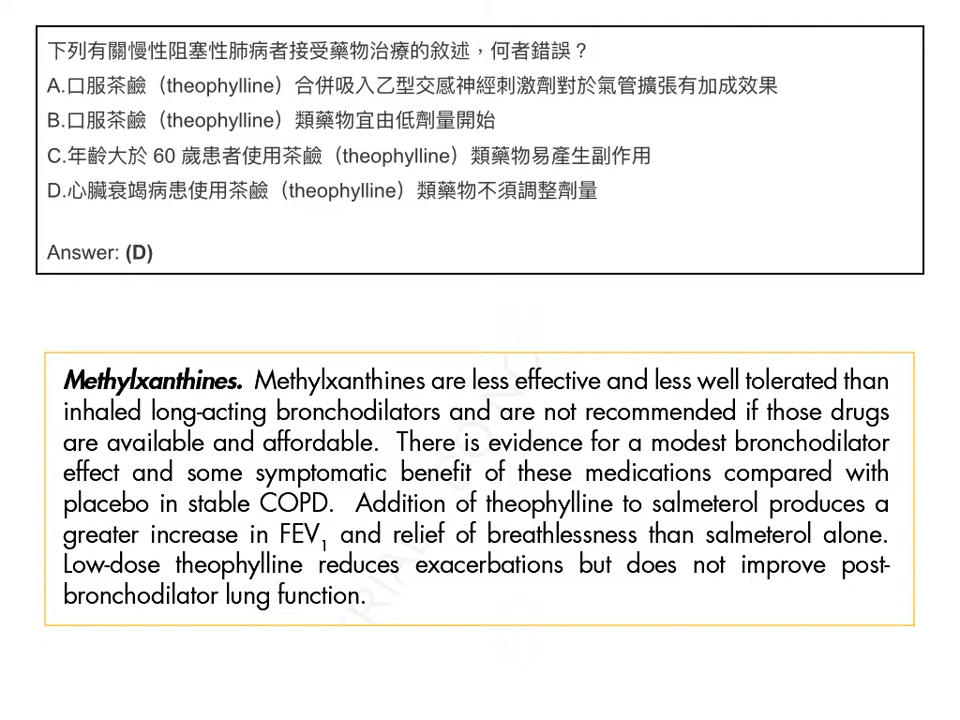 下列有關慢性阻塞性肺病者接受藥物治療的敘述，何者錯誤？
A.口服茶鹼（theophylline）合併吸入乙型交感神經刺激劑對於氣管擴張有加成效果
B.口服茶鹼（theophylline）類藥物宜由低劑量開始
C.年齡大於 60 歲患者使用茶鹼（theophylline）類藥物易產生副作用
D.心臟衰竭病患使用茶鹼（theophylline）類藥物不須調整劑量
Answer: (D)
Methylxanthines. Methylxanthines are less effective and less well tolerated than
inhaled long-acting bronchodilators and are not recommended if those drugs
are available and affordable. There is evidence for a modest bronchodilator
effect and some symptomatic benefit of these medications compared with
placebo in stable COPD. Addition of theophylline to salmeterol produces a
greater increase in FEV1 and relief of breathlessness than salmeterol alone.
Low-dose theophylline reduces exacerbations but does not improve post-
bronchodilator lung function.